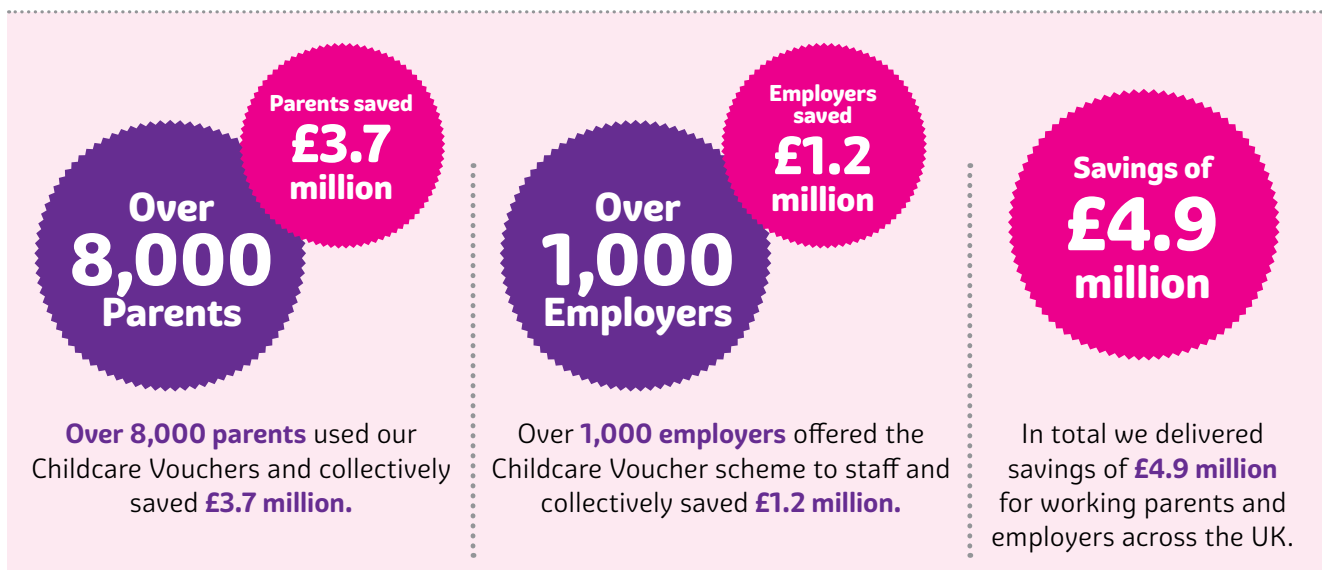 Parents saved
£3.7
million
Over
8,000
Parents
Over 8,000 parents used our
Childcare Vouchers and collectively
saved £3.7 million.
Employers
saved
£1.2
million
Over
1,000
Employers
Over 1,000 employers offered the
Childcare Voucher scheme to staff and
collectively saved £1.2 million.
Savings of
£4.9
million
In total we delivered
savings of £4.9 million
for working parents and
employers across the UK.